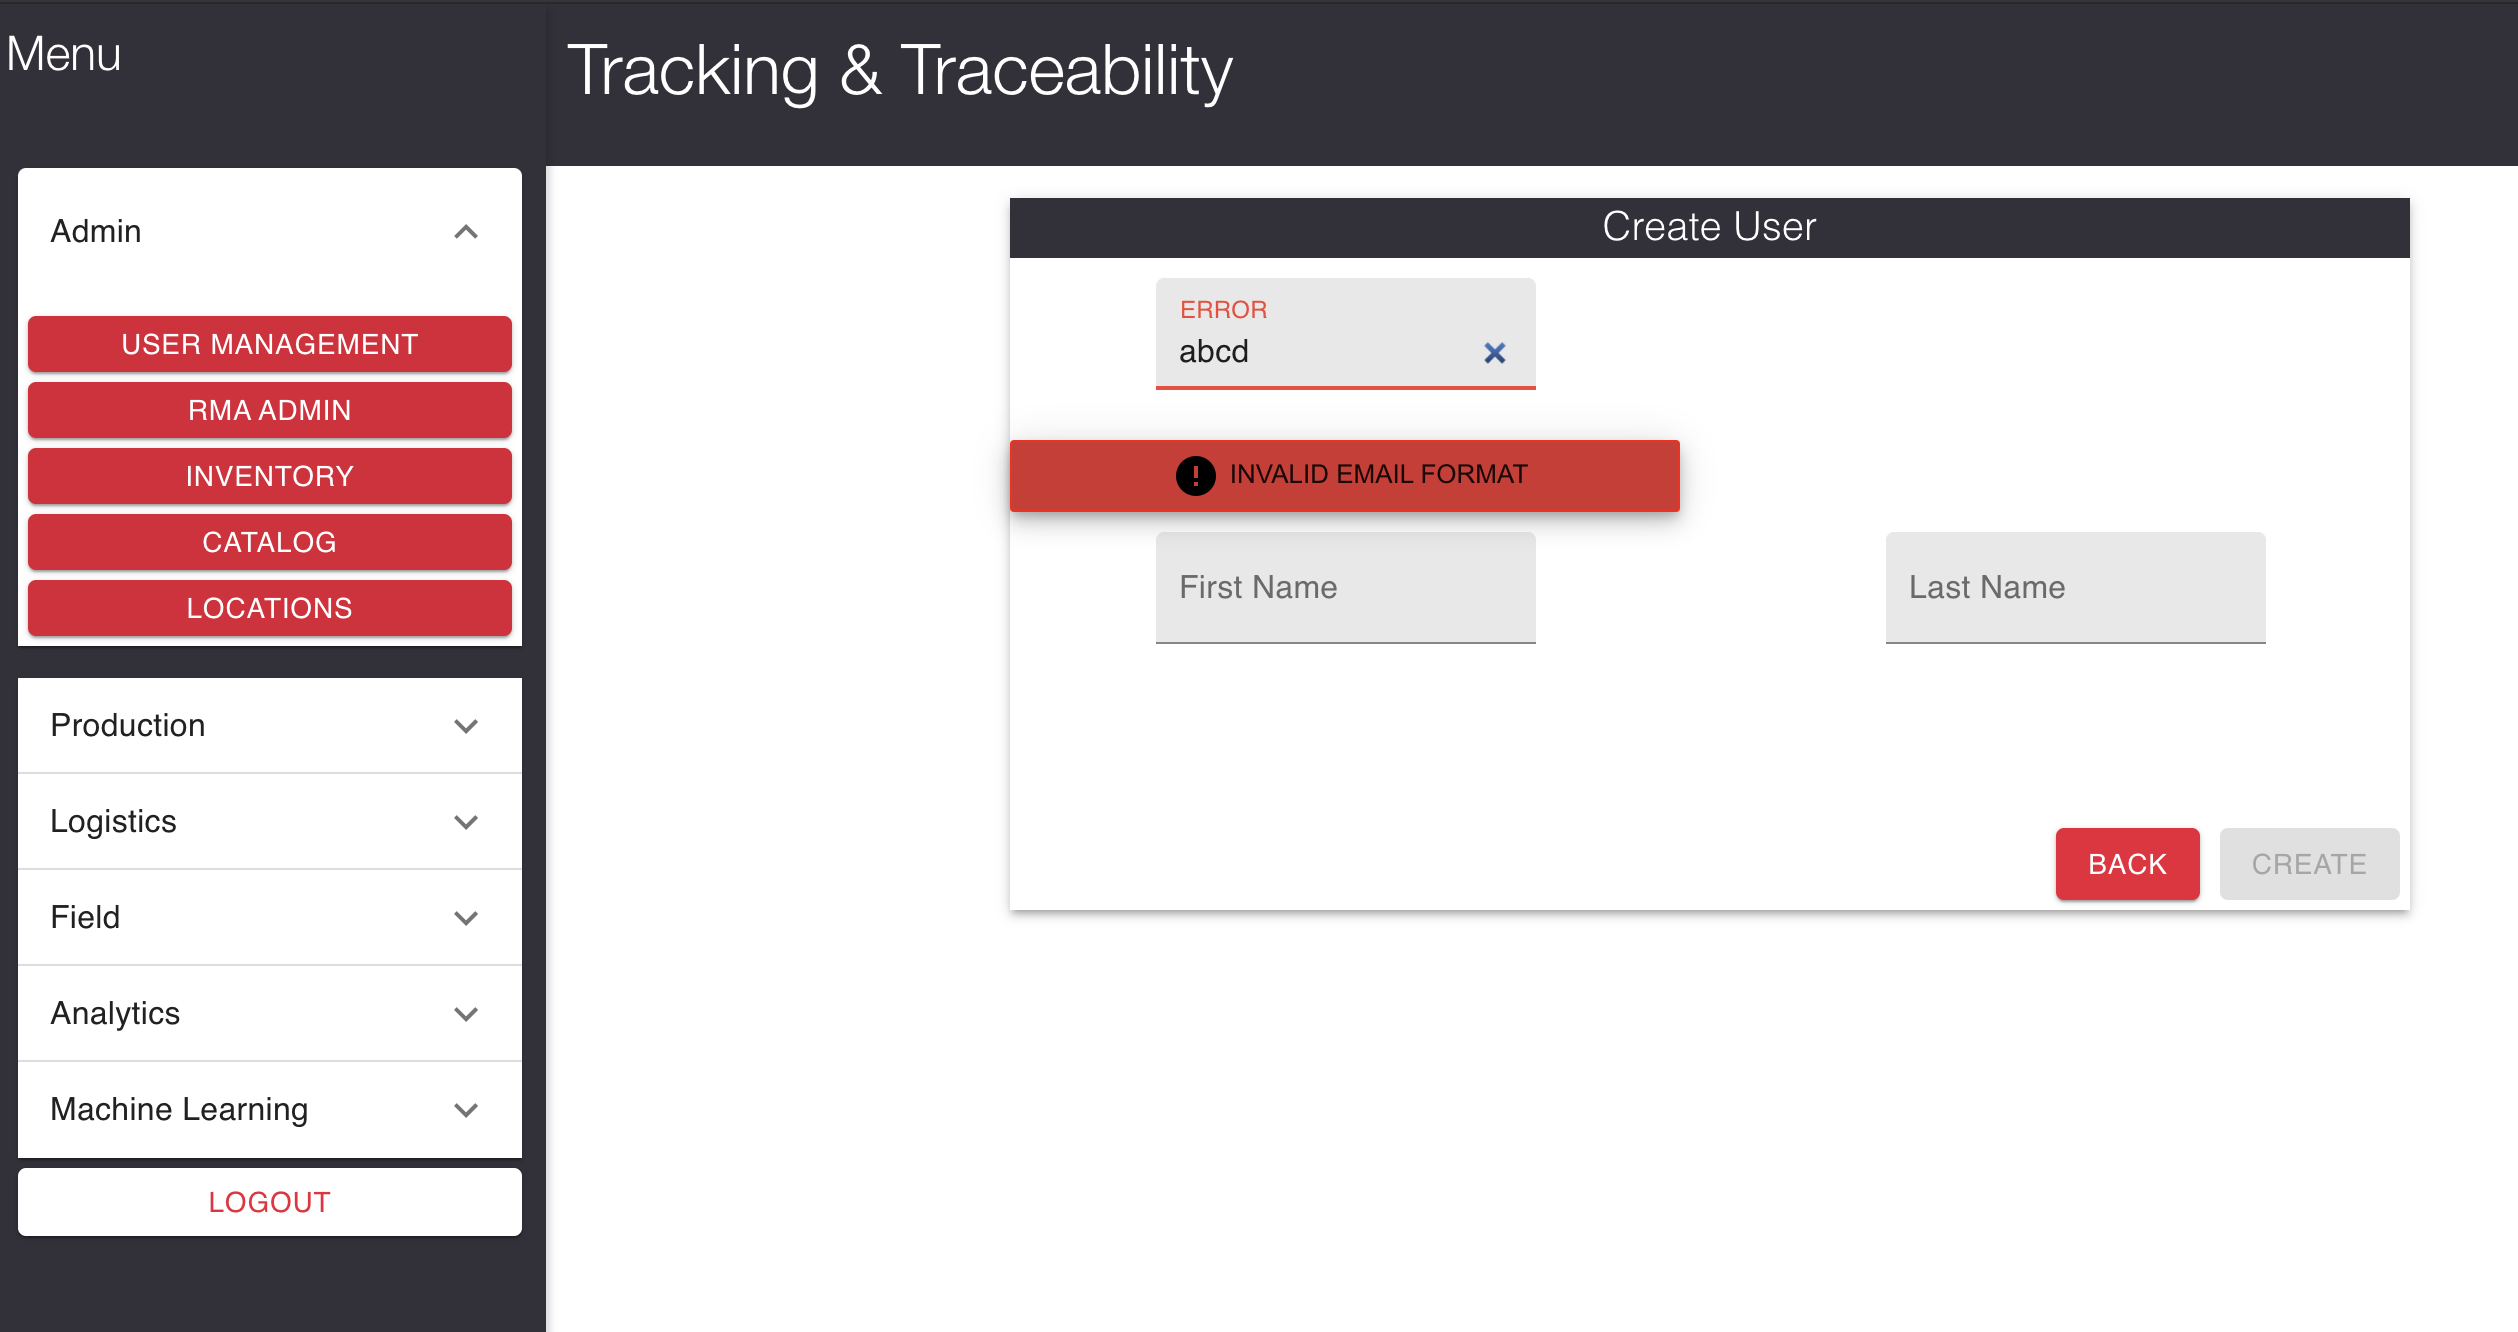 Menu
Tracking & Traceability
Admin
USER MANAGEMENT
RMA ADMIN
INVENTORY
CATALOG
LOCATIONS
Production
Logistics
Field
Analytics
Machine Learning
LOGOUT
Create User
ERROR
abcd
INVALID EMAIL FORMAT
First Name
Last Name
BACK
CREATE